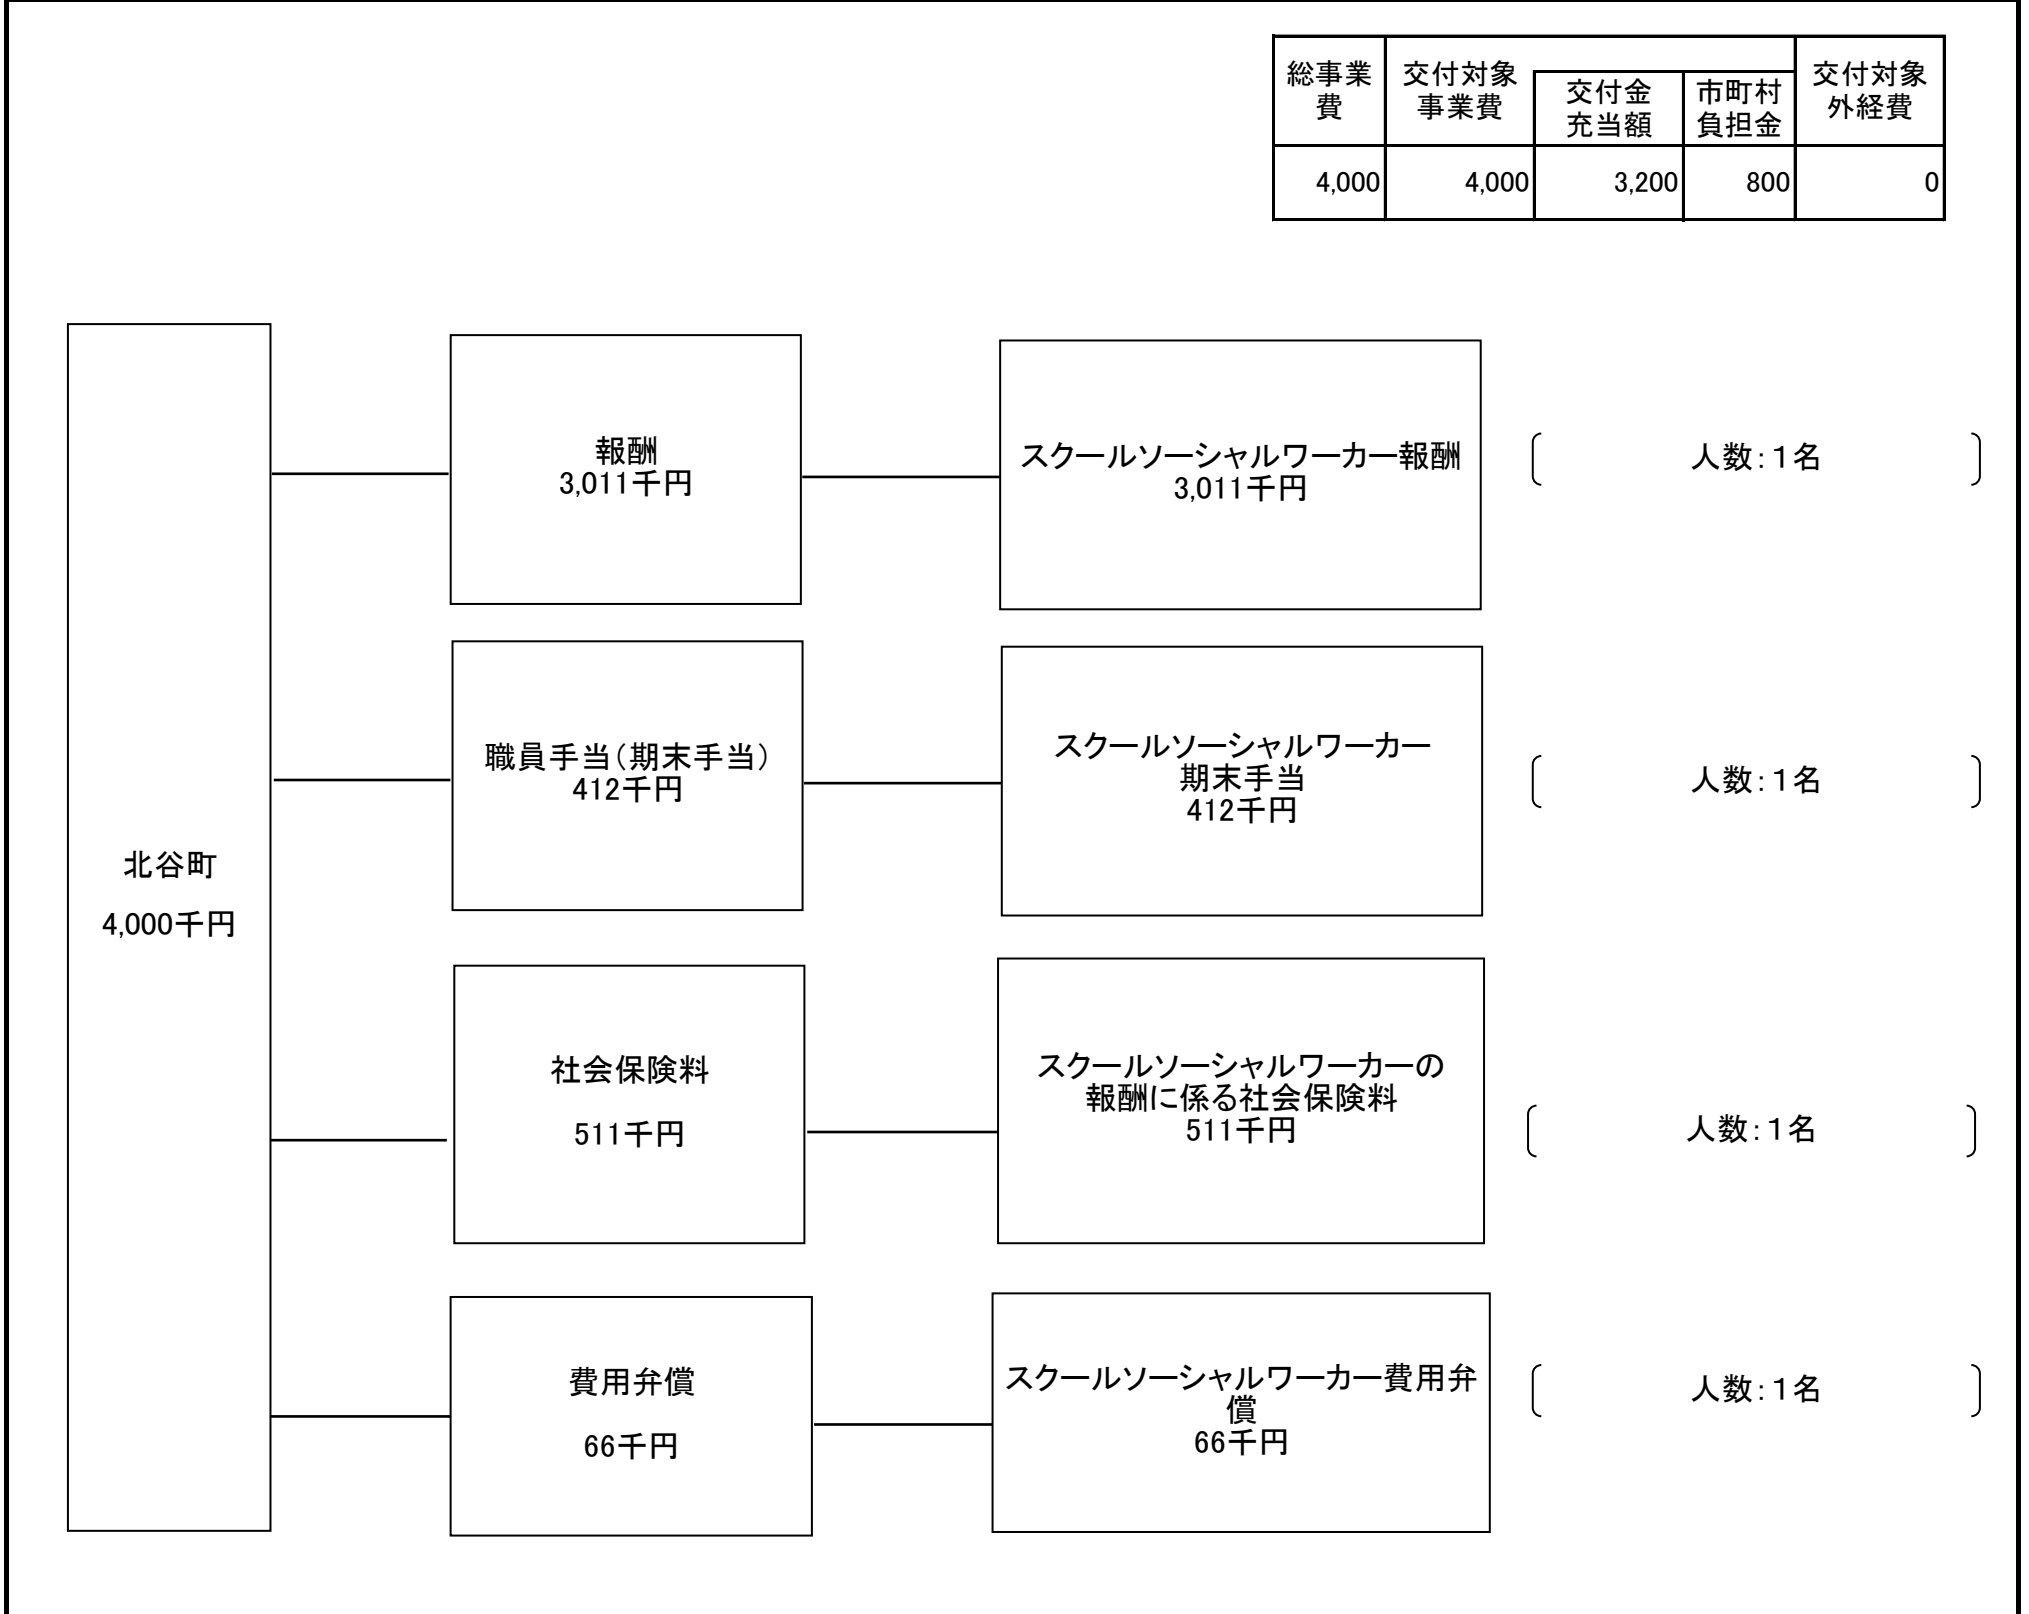 総事業
費
交付対象
事業費
交付金
充当額
市町村
負担金
交付対象
外経費
4,000
4,000
3,200
800
0
北谷町
4,000千円
報酬
3,011千円
スクールソーシャルワーカー報酬
3,011千円
人数：１名
職員手当（期末手当）
412千円
スクールソーシャルワーカー
期末手当
412千円
人数：１名
社会保険料
511千円
スクールソーシャルワーカーの
報酬に係る社会保険料
511千円
人数：１名
費用弁償
66千円
スクールソーシャルワーカー費用弁
償
66千円
人数：１名